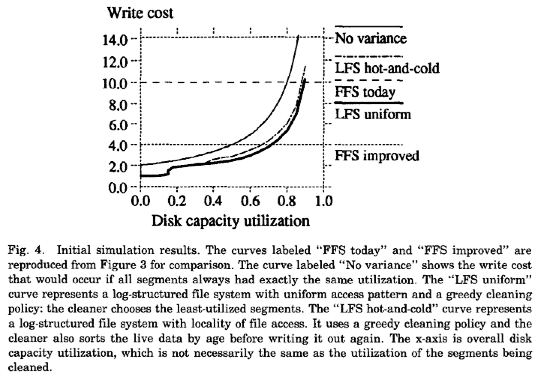 Write cost
14.0
12.0
10.0
8.0
6.0
4.0
2.0
0.0
0.0 0.2 0.4 0.6 0.8 1.0
Disk capacity utilization
No variance
LFS hot-and-cold
FFS today
LFS uniform
FFS improved
Fig. 4. Initial simulation results. The curves labeled "FFS today" and "FFS improved" are
reproduced from Figure 3 for comparison. The curve labeled "No variance" shows the write cost
that would occur if all segments always had exactly the same utilization. The "LFS uniform"
curve represents a log-structured file system with uniform access pattern and a greedy cleaning
policy: the cleaner chooses the least-utilized segments. The "LFS hot-and-cold" curve represents
a log-structured file system with locality of file access. It uses a greedy cleaning policy and the
cleaner also sorts the live data by age before writing it out again. The x-axis is overall disk
capacity utilization, which is not necessarily the same as the utilization of the segments being
cleaned.